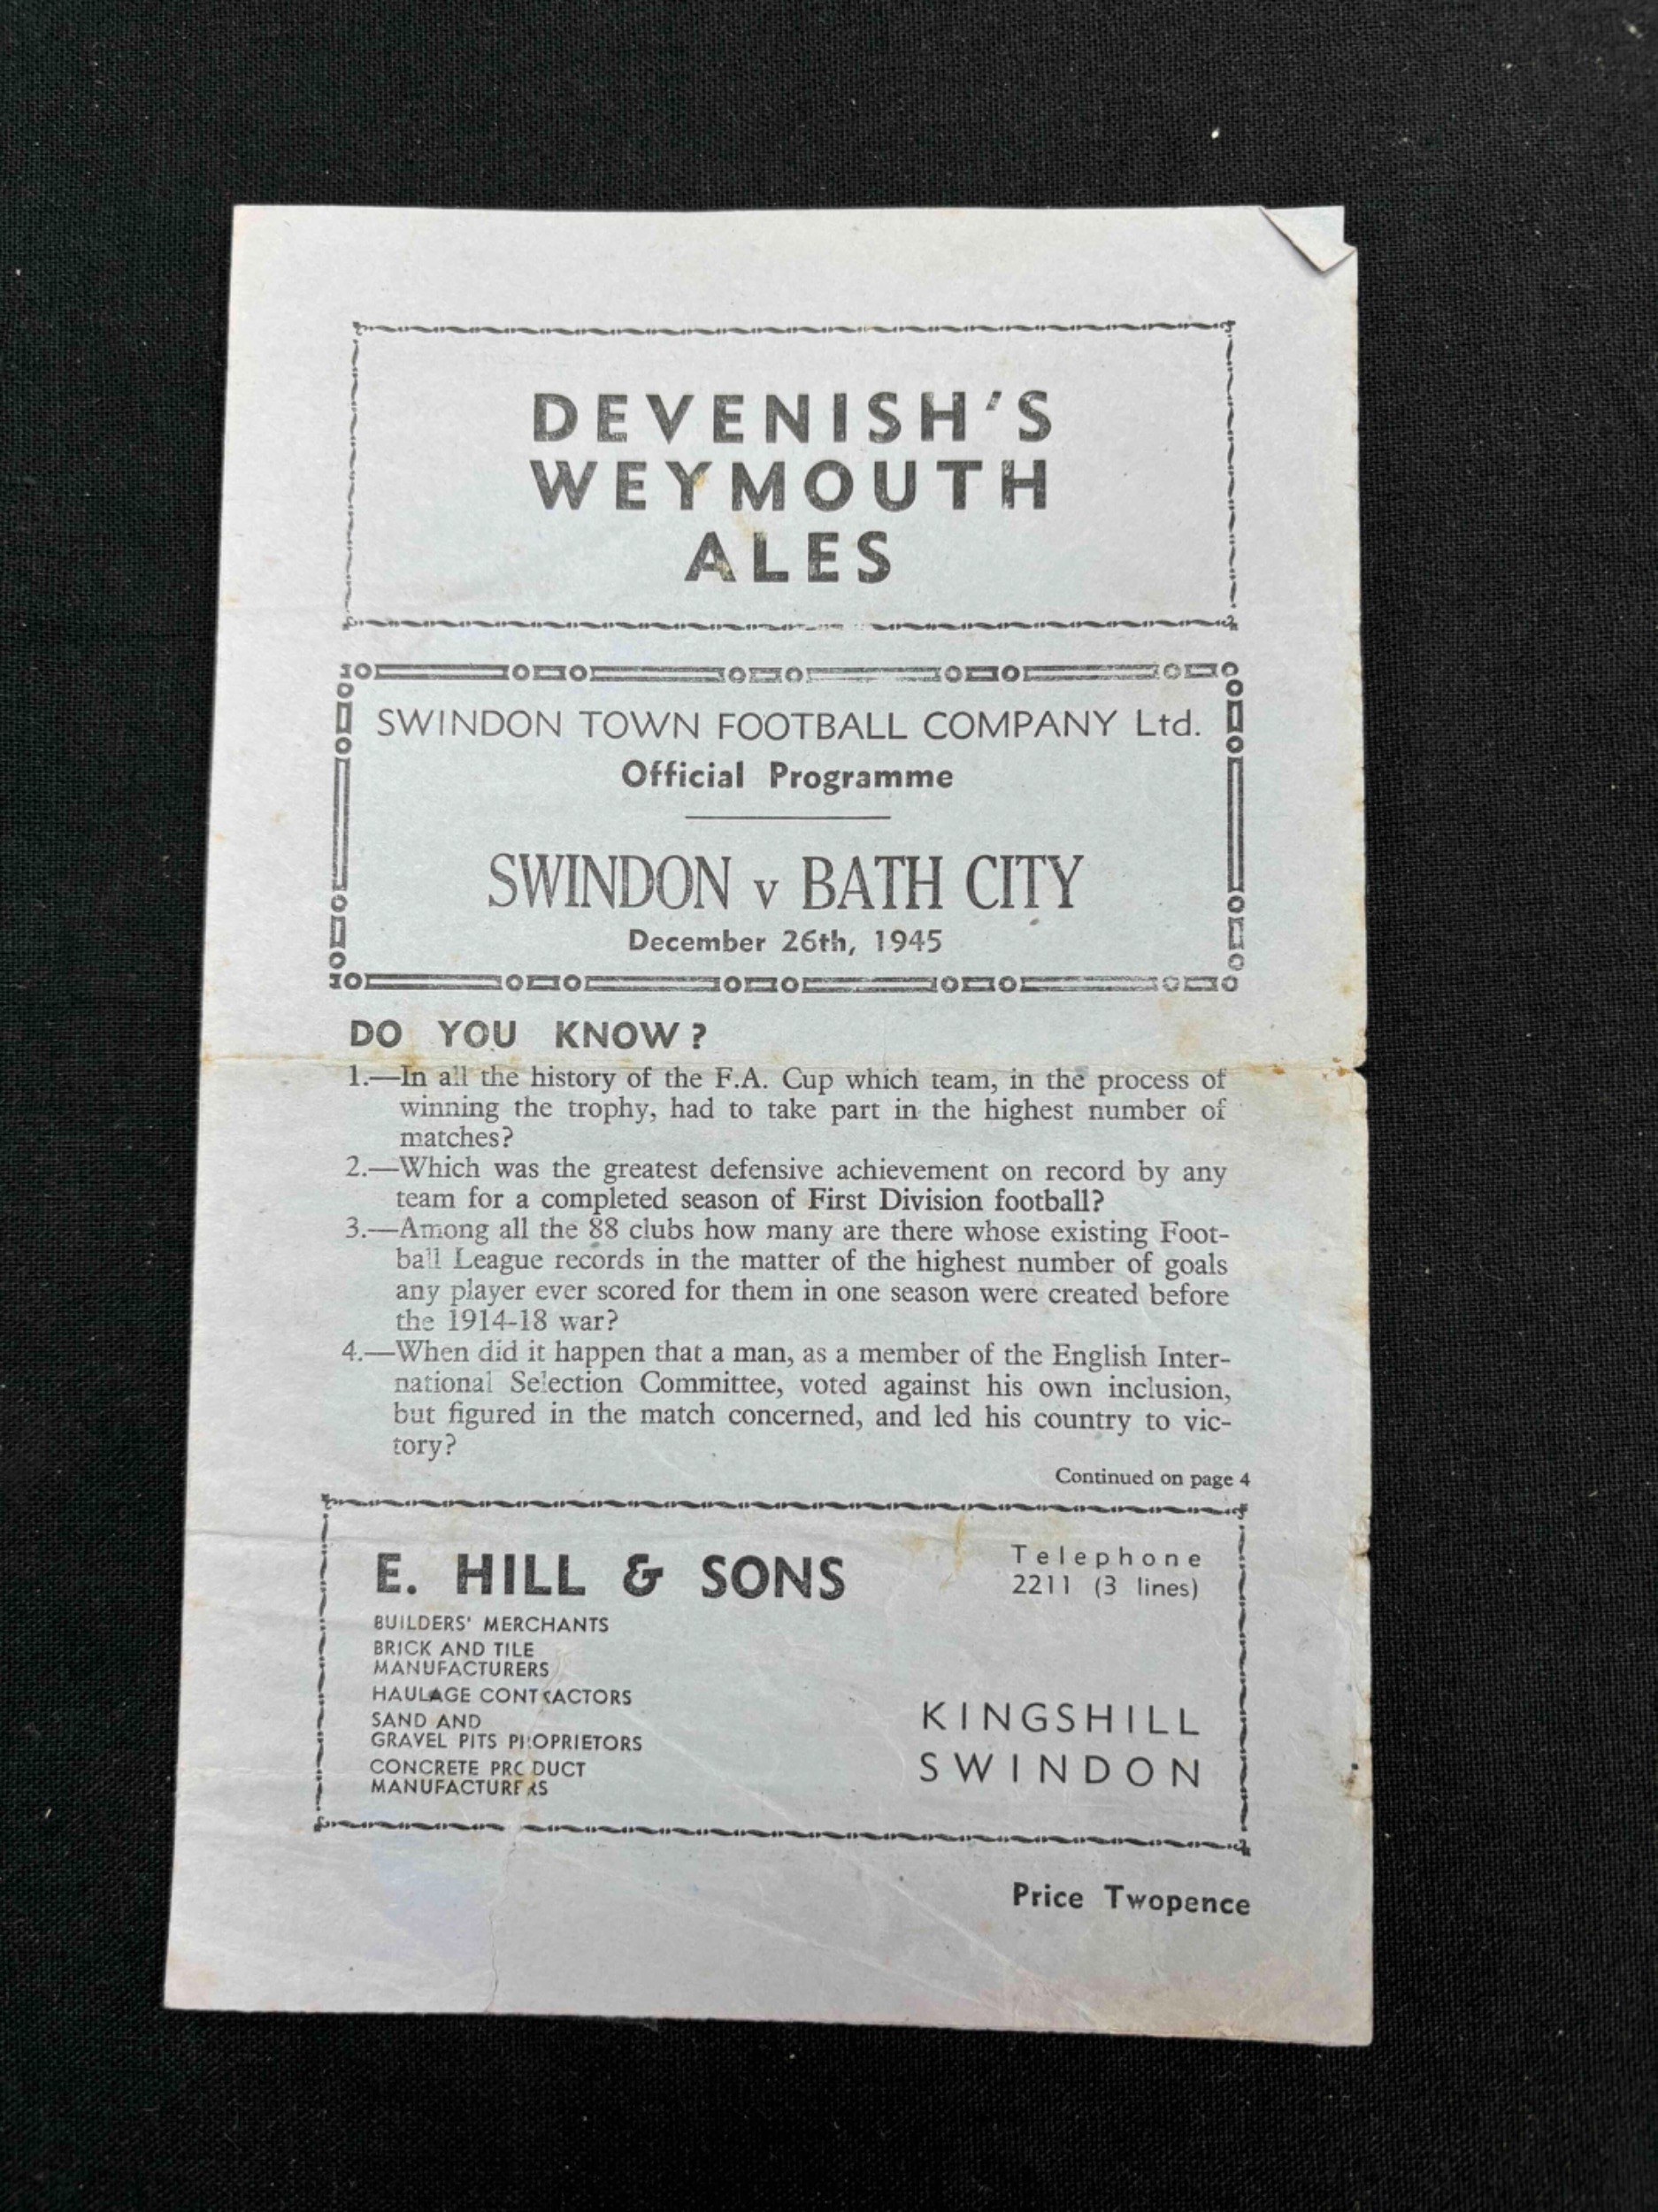 DEVENISH'S
WEYMOUTH
ALES
SWINDON TOWN FOOTBALL COMPANY Ltd.
Official Programme
SWINDON v BATH CITY
December 26th, 1945
DO YOU KNOW?
1.—In all the history of the F.A. Cup which team, in the process of
winning the trophy, had to take part in the highest number of
matches?
2.—Which was the greatest defensive achievement on record by any
team for a completed season of First Division football?
3.—Among all the 88 clubs how many are there whose existing Foot-
ball League records in the matter of the highest number of goals
any player ever scored for them in one season were created before
the 1914-18 war?
4.—When did it happen that a man, as a member of the English Inter-
national Selection Committee, voted against his own inclusion,
but figured in the match concerned, and led his country to vic-
tory?
Continued on page 4
E. HILL & SONS
Telephone
2211 (3 lines)
BUILDERS' MERCHANTS
BRICK AND TILE
MANUFACTURERS
HAULAGE CONTRACTORS
SAND AND
GRAVEL PITS PROPRIETORS
CONCRETE PRODUCT
MANUFACTURERS
KINGSHILL
SWINDON
Price Twopence